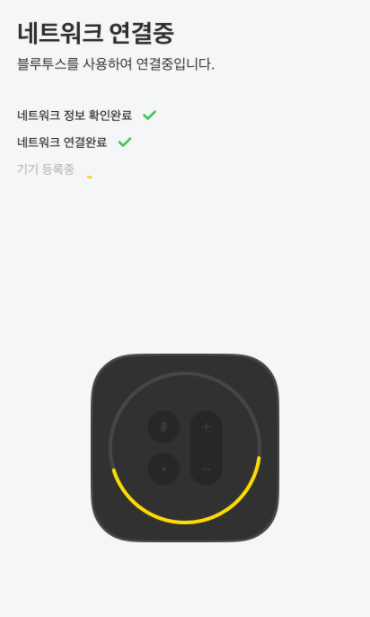 네트워크 연결중
블루투스를 사용하여 연결중입니다.
네트워크 정보 확인완료
네트워크 연결완료
기기 등록중